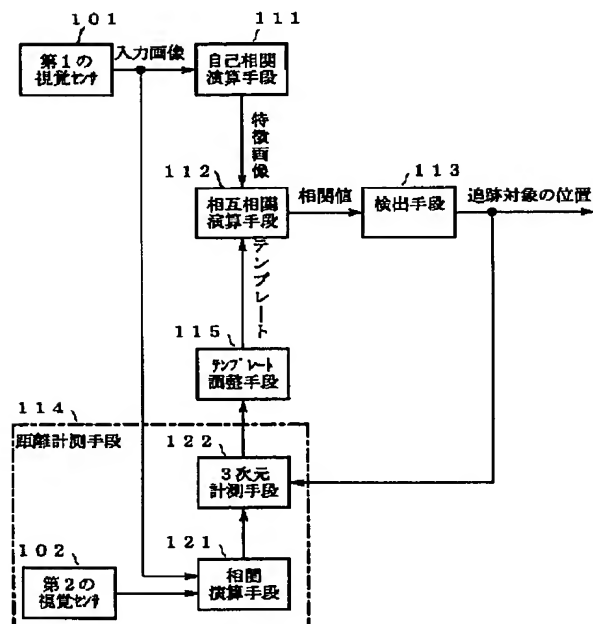 101
第1の
視覚ｾﾝｻ
入力画像
111
自己相関
演算手段
特徴画像
112
相互相関
演算手段
相関値
113
検出手段
追跡対象の位置
テンプレート
115
ﾃﾝﾌﾟﾚｰﾄ
調整手段
114
距離計測手段
122
3次元
計測手段
102
第2の
視覚ｾﾝｻ
121
相関
演算手段